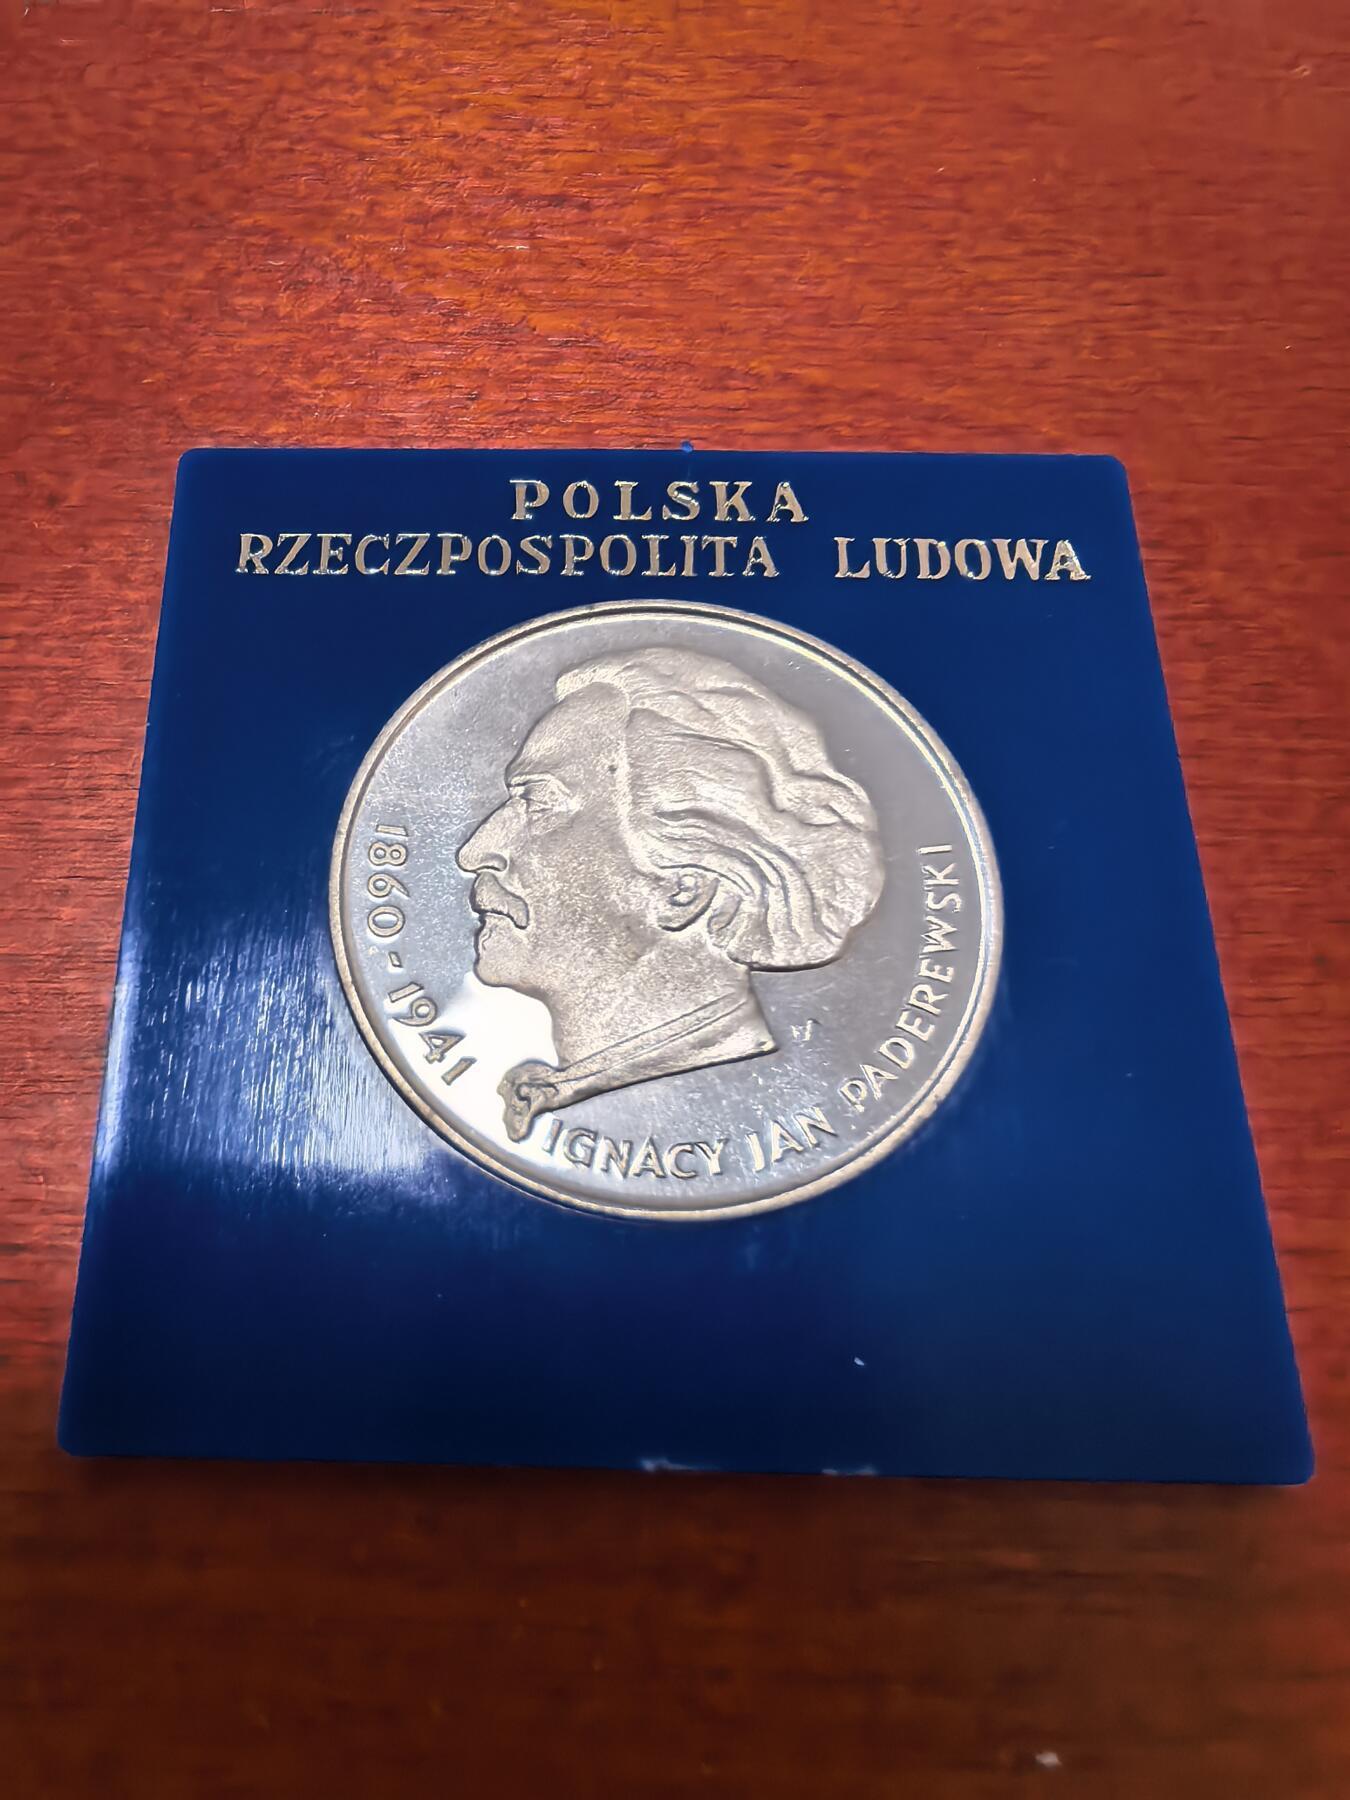 POLSKA
RZECZPOSPOLITA LUDOWA
1860-1941
IGNACY JAN PADEREWSKI